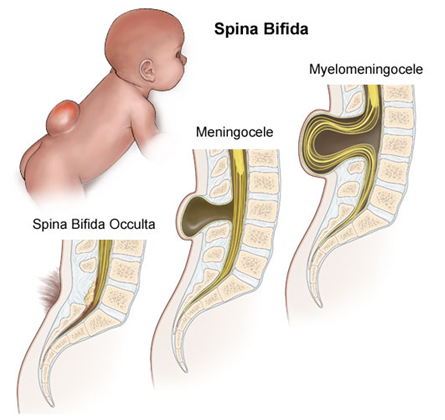 Spina Bifida
Myelomeningocele
Meningocele
Spina Bifida Occulta